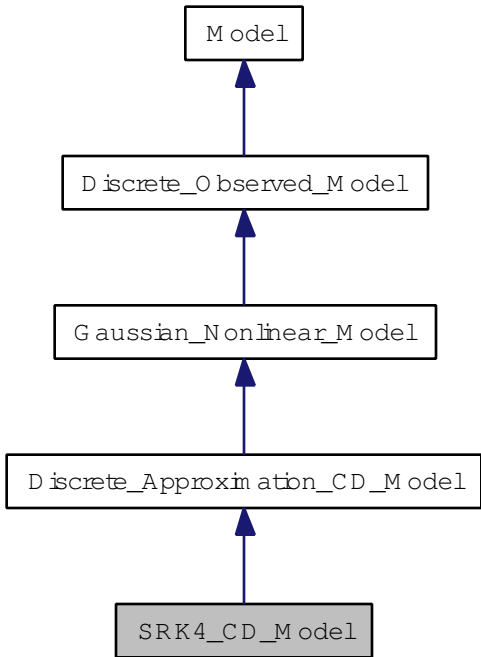 Model
Discrete_Observed_Model
Gaussian_Nonlinear_Model
Discrete_Approximation_CD_Model
SRK4_CD_Model